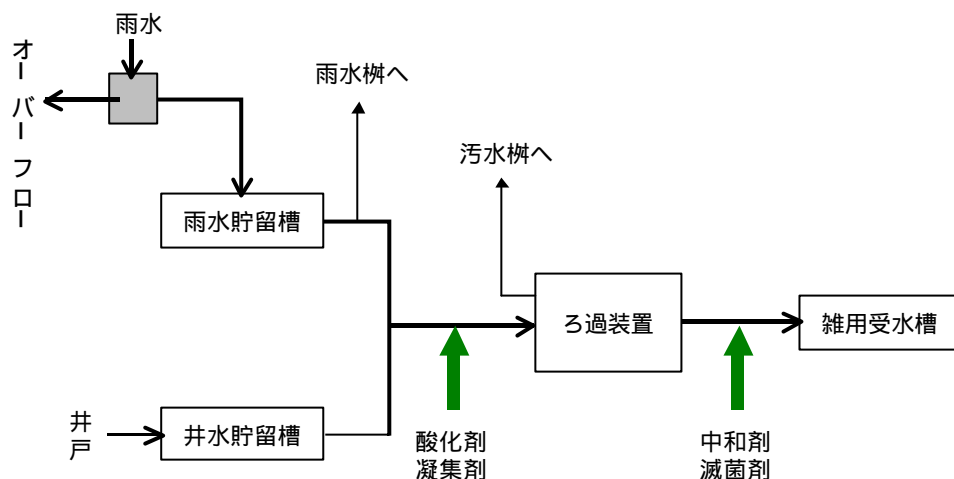 雨水
オーバーフロー
雨水桝へ
汚水桝へ
雨水貯留槽
ろ過装置
雑用受水槽
井戸
井水貯留槽
酸化剤
凝集剤
中和剤
滅菌剤